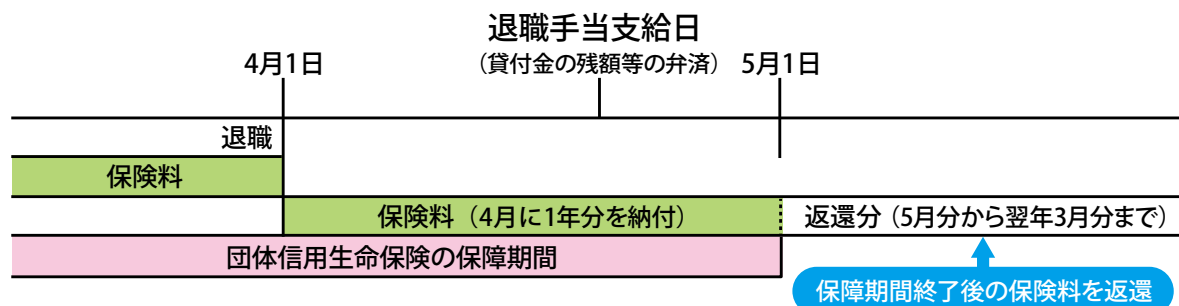 退職手当支給日
4月1日
（貸付金の残額等の弁済）
5月1日
退職
保険料
保険料（4月に1年分を納付）
返還分（5月分から翌年3月分まで）
団体信用生命保険の保障期間
保障期間終了後の保険料を返還